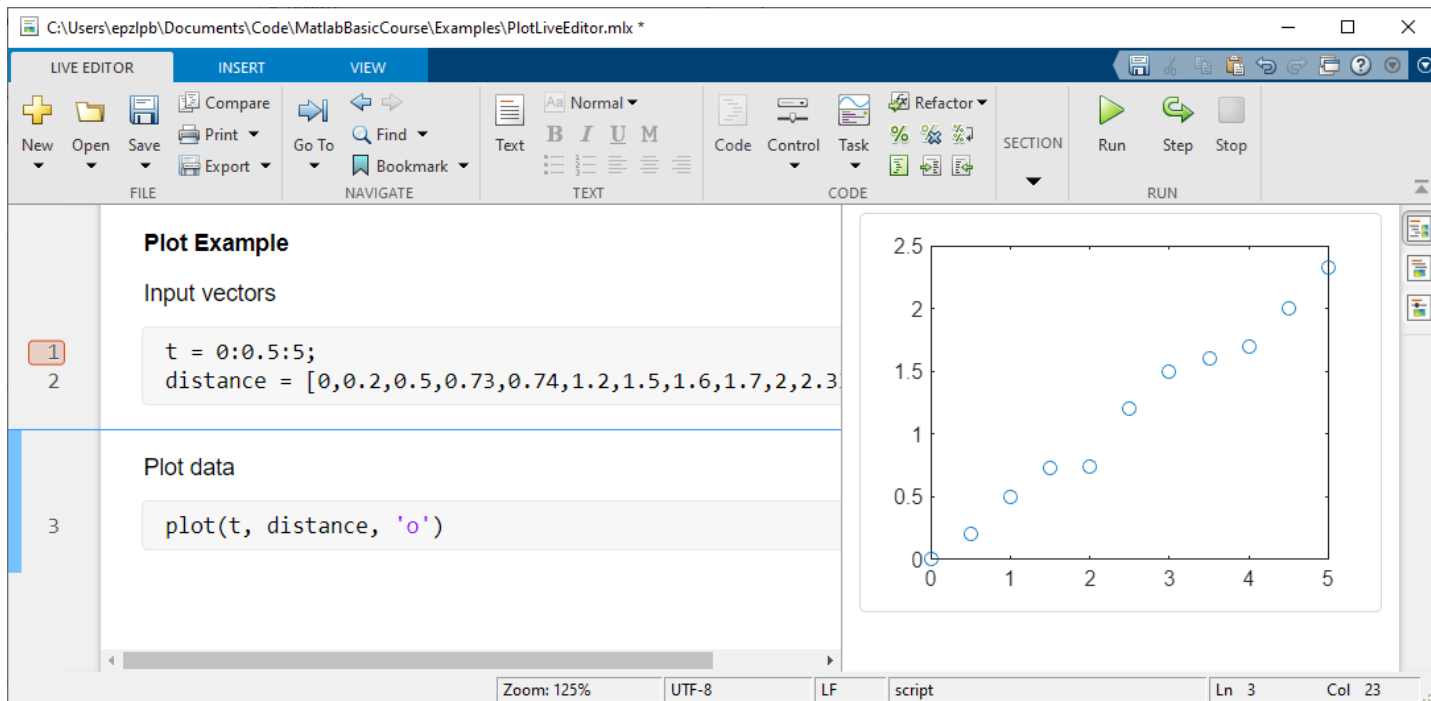 C:\Users\epzlpb\Documents\Code\MatlabBasicCourse\Examples\PlotLiveEditor.mlx *
LIVE EDITOR INSERT VIEW
New Open Save Compare Print Export
FILE
Go To Find Bookmark
NAVIGATE
Text Aa Normal
B I U M
TEXT
Code Control Task Refactor
CODE
SECTION
Run Step Stop
RUN
Plot Example
Input vectors
1 t = 0:0.5:5;
2 distance = [0,0.2,0.5,0.73,0.74,1.2,1.5,1.6,1.7,2,2.3
Plot data
3 plot(t, distance, 'o')
2.5
2
1.5
1
0.5
0
0 1 2 3 4 5
Zoom: 125% UTF-8 LF script Ln 3 Col 23